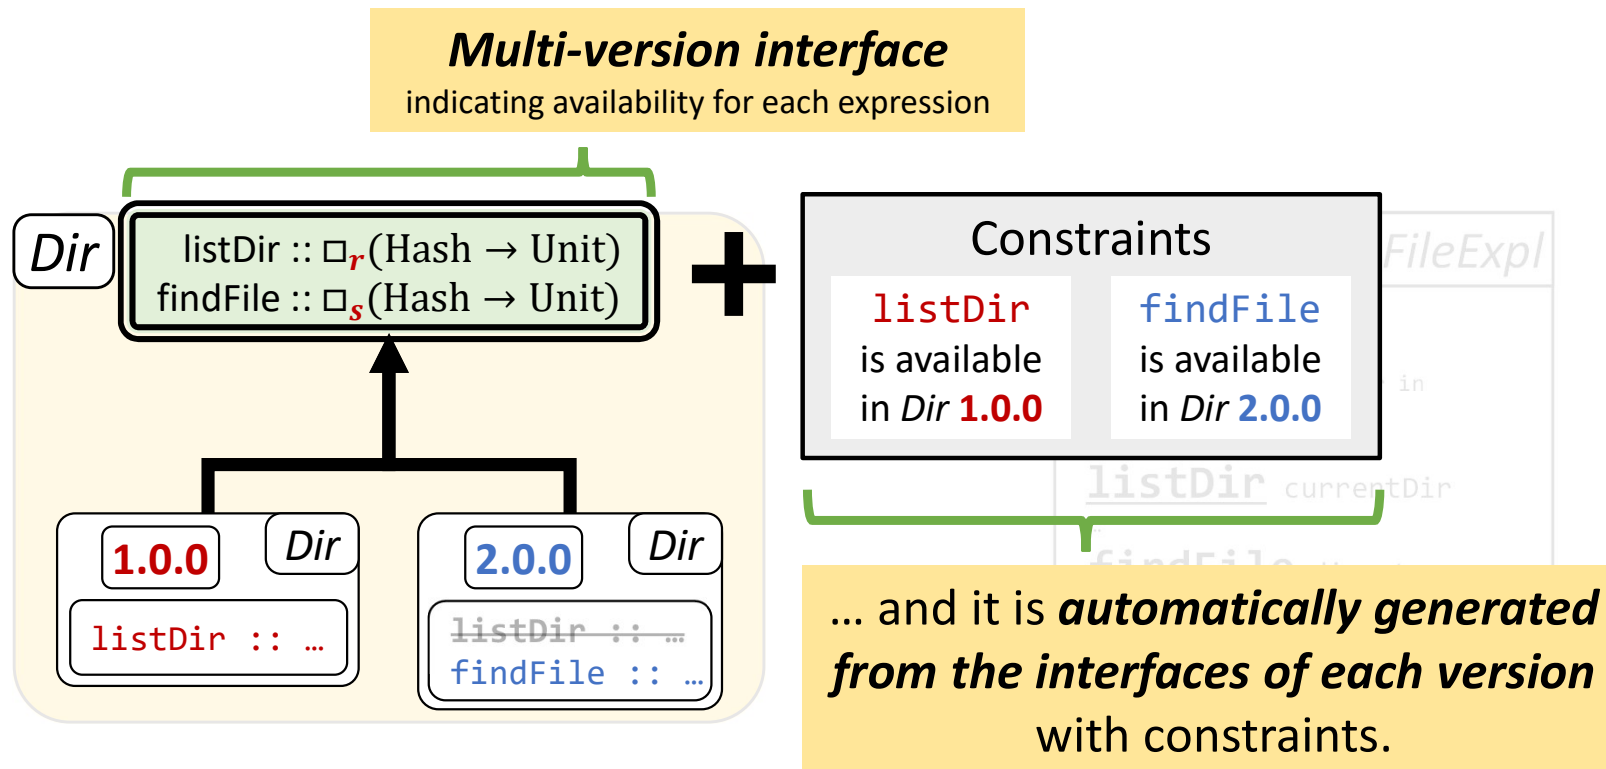 Multi-version interface
indicating availability for each expression
Dir
listDir :: □r(Hash → Unit)
findFile :: □s(Hash → Unit)
+
Constraints
listDir
is available
in Dir 1.0.0
findFile
is available
in Dir 2.0.0
FileExpl
in
listDir currentDir
findFile
1.0.0
Dir
listDir :: …
2.0.0
Dir
listDir :: …
findFile :: …
… and it is automatically generated
from the interfaces of each version
with constraints.